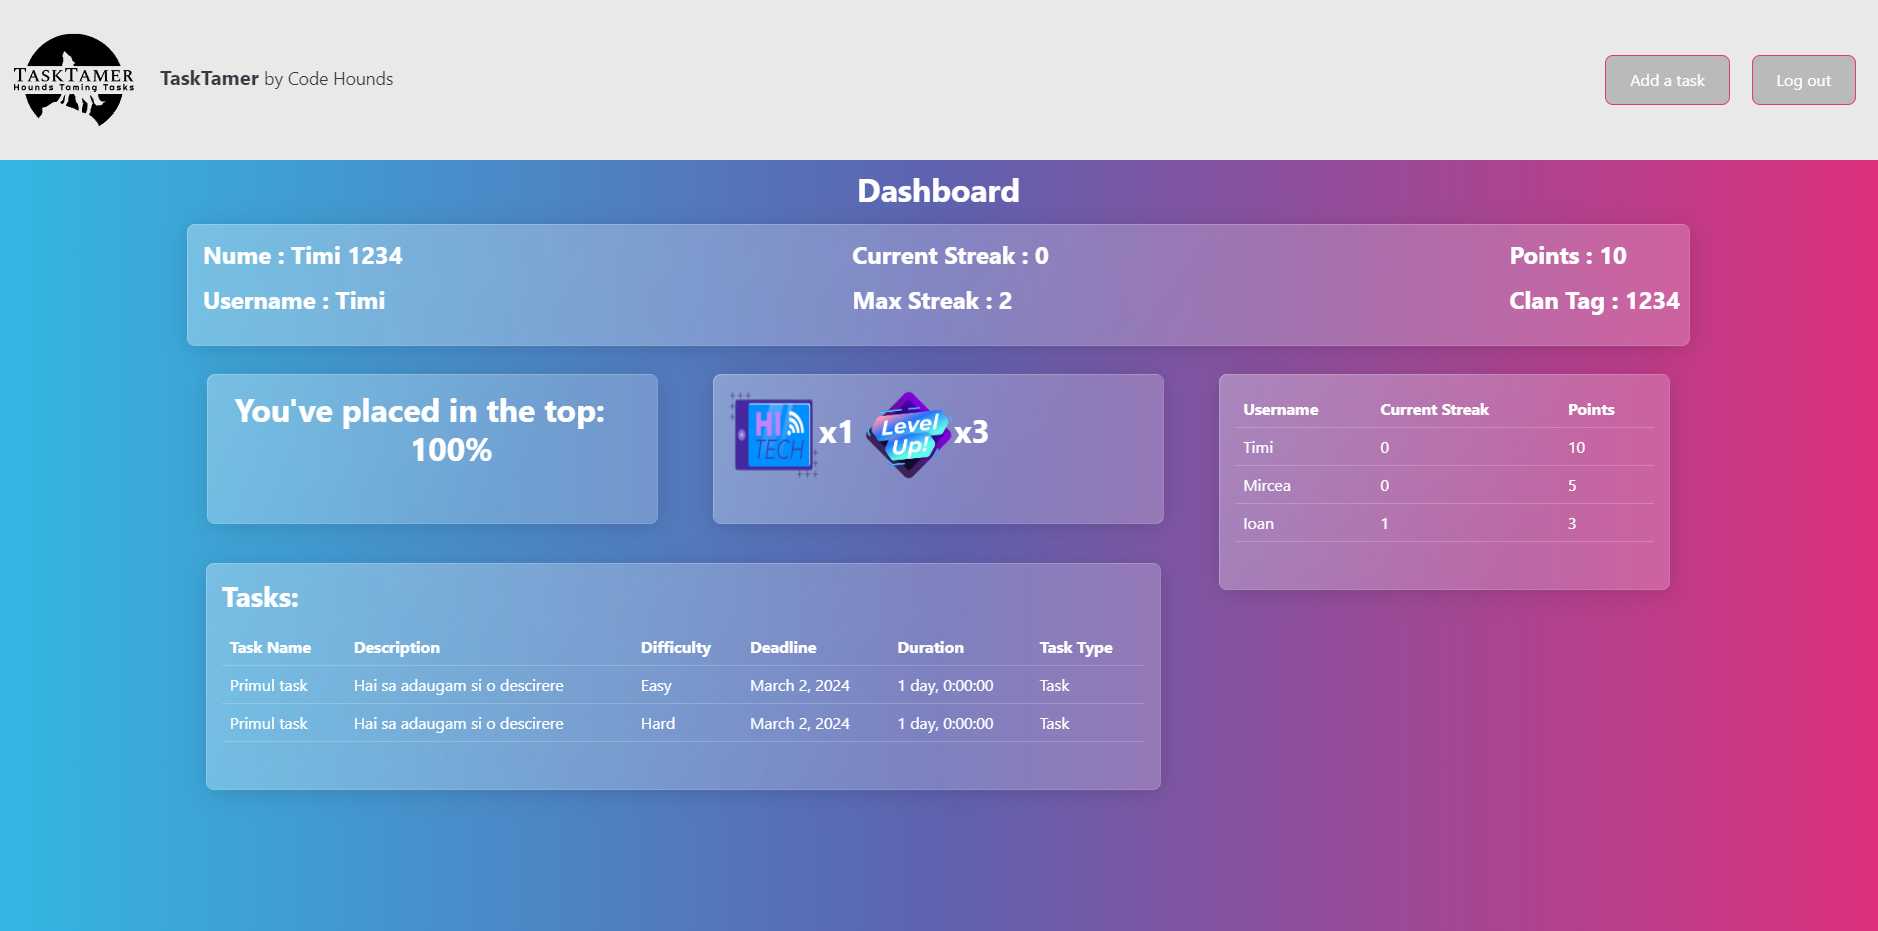 TASKTAMER
Hounds Taming Tasks
TaskTamer by Code Hounds
Add a task
Log out
Dashboard
Nume : Timi 1234
Current Streak : 0
Points : 10
Username : Timi
Max Streak : 2
Clan Tag : 1234
You've placed in the top:
100%
HI
TECH
x1
Level
Up!
x3
Username Current Streak Points
Timi 0 10
Mircea 0 5
Ioan 1 3
Tasks:
Task Name Description Difficulty Deadline Duration Task Type
Primul task Hai sa adaugam si o descirere Easy March 2, 2024 1 day, 0:00:00 Task
Primul task Hai sa adaugam si o descirere Hard March 2, 2024 1 day, 0:00:00 Task